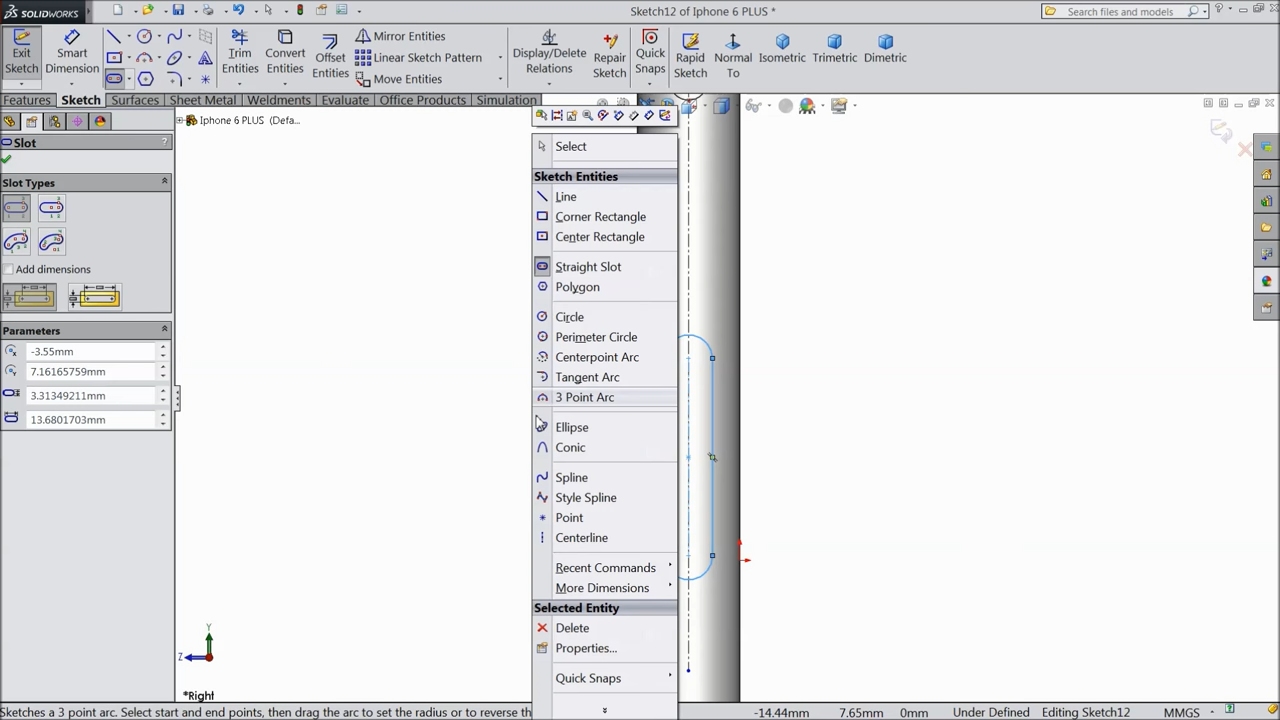 SOLIDWORKS
Sketch12 of Iphone 6 PLUS *
Search files and models
Exit Sketch
Smart Dimension
Trim Entities
Convert Entities
Offset Entities
Mirror Entities
Linear Sketch Pattern
Move Entities
Display/Delete Relations
Repair Sketch
Quick Snaps
Rapid Sketch
Normal To
Isometric
Trimetric
Dimetric
Features
Sketch
Surfaces
Sheet Metal
Weldments
Evaluate
Office Products
Simulation
Iphone 6 PLUS (Defa...
Slot
?
Slot Types
Add dimensions
Parameters
-3.55mm
7.16165759mm
3.31349211mm
13.6801703mm
Select
Sketch Entities
Line
Corner Rectangle
Center Rectangle
Straight Slot
Polygon
Circle
Perimeter Circle
Centerpoint Arc
Tangent Arc
3 Point Arc
Ellipse
Conic
Spline
Style Spline
Point
Centerline
Recent Commands
More Dimensions
Selected Entity
Delete
Properties...
Quick Snaps
Y
Z
*Right
Sketches a 3 point arc. Select start and end points, then drag the arc to set the radius or to reverse th
-14.44mm
7.65mm
0mm
Under Defined
Editing Sketch12
MMGS